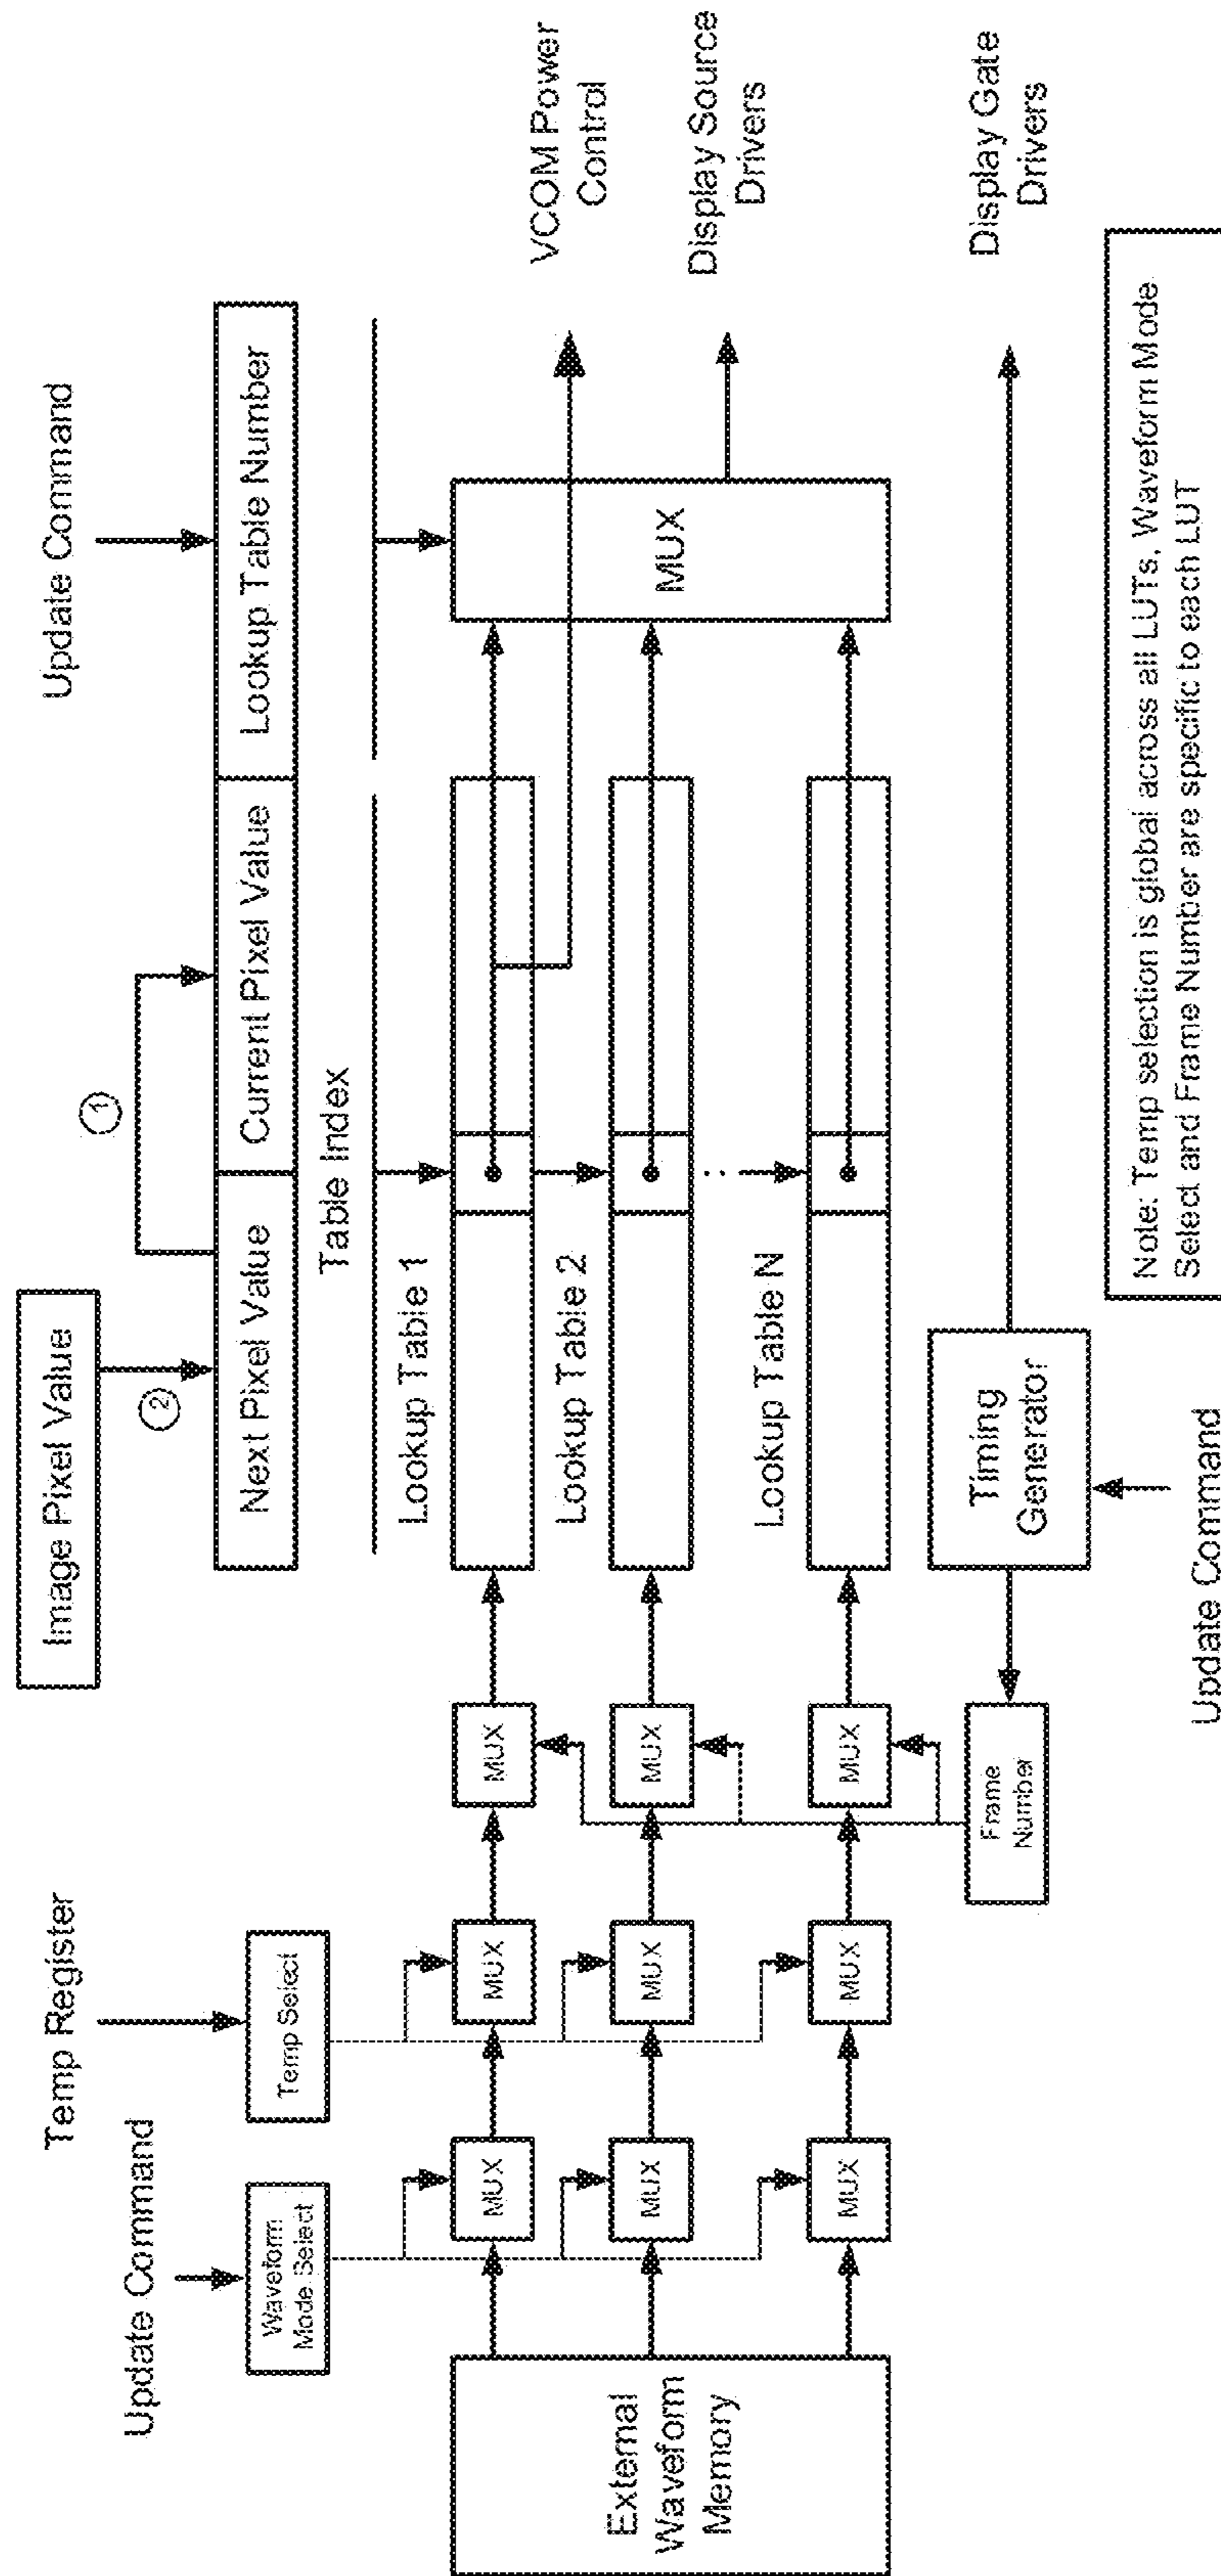 Update Command
Image Pixel Value
1
2
Next Pixel Value
Current Pixel Value
Lookup Table Number
Table Index
Temp Register
Update Command
Temp Select
Waveform
Mode Select
Lookup Table 1
MUX
MUX
MUX
VCOM Power
Control
External
Waveform
Memory
Lookup Table 2
MUX
MUX
MUX
MUX
Display Source
Drivers
Lookup Table N
MUX
MUX
MUX
Frame
Number
Timing
Generator
Display Gate
Drivers
Update Command
Note: Temp selection is global across all LUTs, Waveform Mode
Select and Frame Number are specific to each LUT